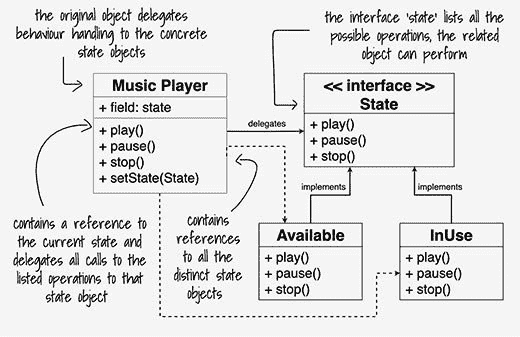 the original object delegates
behaviour handling to the concrete
state objects
the interface 'state' lists all the
possible operations, the related
object can perform
Music Player
+ field: state
+ play()
+ pause()
+ stop()
+ setState(State)
delegates
<< interface >>
State
+ play()
+ pause()
+ stop()
implements
implements
contains a reference to
the current state and
delegates all calls to the
listed operations to that
state object
contains
references
to all the
distinct state
objects
Available
+ play()
+ pause()
+ stop()
InUse
+ play()
+ pause()
+ stop()